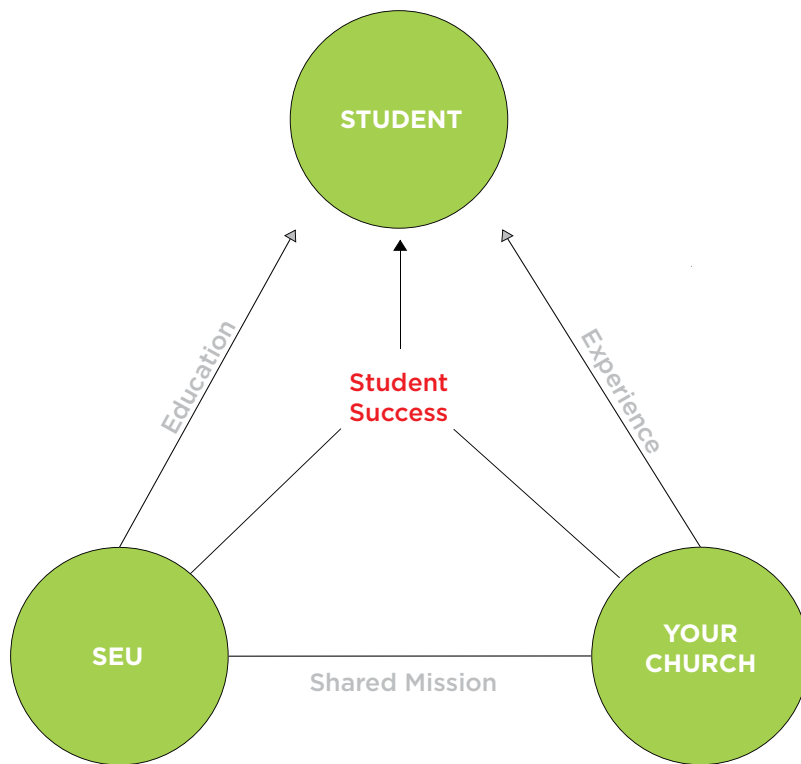 STUDENT
Education
Experience
Student
Success
SEU
YOUR
CHURCH
Shared Mission